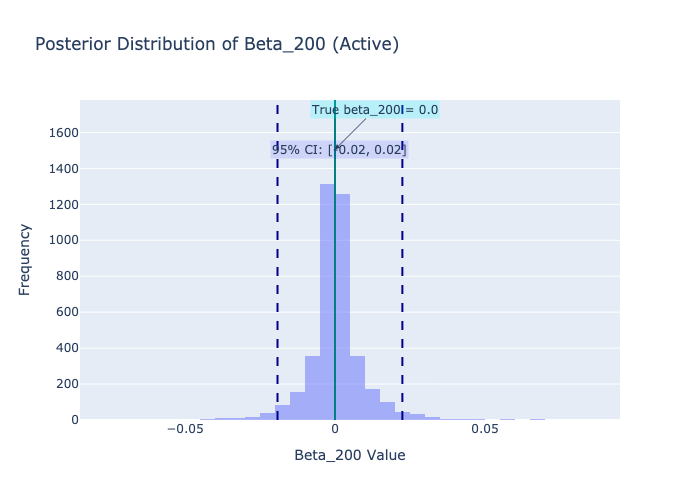 Posterior Distribution of Beta_200 (Active)
True beta_200 = 0.0
95% CI: [-0.02, 0.02]
1600
1400
1200
1000
800
600
400
200
0
Frequency
−0.05
0
0.05
Beta_200 Value